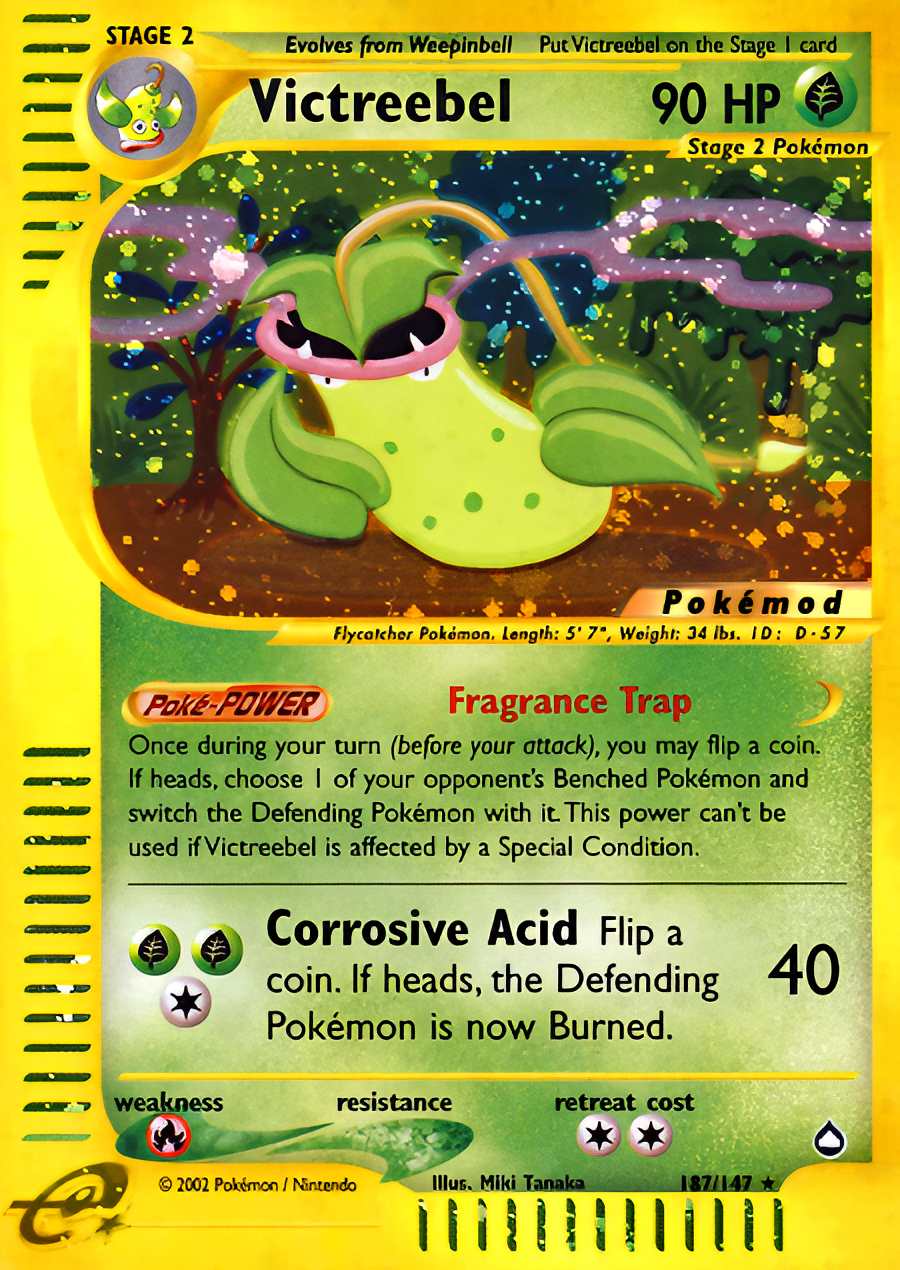 STAGE 2
Evolves from Weepinbell Put Victreebel on the Stage 1 card
Victreebel 90 HP
Stage 2 Pokémon
Pokémod
Flycatcher Pokémon. Length: 5' 7", Weight: 34 lbs. ID: D-57
Poké-POWER Fragrance Trap
Once during your turn (before your attack), you may flip a coin.
If heads, choose 1 of your opponent's Benched Pokémon and
switch the Defending Pokémon with it. This power can't be
used if Victreebel is affected by a Special Condition.
Corrosive Acid Flip a
coin. If heads, the Defending 40
Pokémon is now Burned.
weakness resistance retreat cost
© 2002 Pokémon / Nintendo Illus. Miki Tanaka 187/147 ★